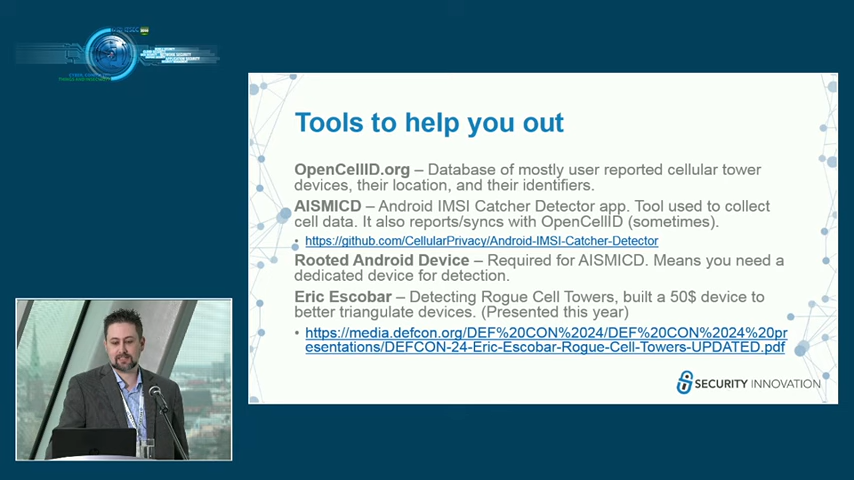 Tools to help you out
OpenCellID.org – Database of mostly user reported cellular tower
devices, their location, and their identifiers.
AISMICD – Android IMSI Catcher Detector app. Tool used to collect
cell data. It also reports/syncs with OpenCellID (sometimes).
• https://github.com/CellularPrivacy/Android-IMSI-Catcher-Detector
Rooted Android Device – Required for AISMICD. Means you need a
dedicated device for detection.
Eric Escobar – Detecting Rogue Cell Towers, built a 50$ device to
better triangulate devices. (Presented this year)
• https://media.defcon.org/DEF%20CON%2024/DEF%20CON%2024%20pr
esentations/DEFCON-24-Eric-Escobar-Rogue-Cell-Towers-UPDATED.pdf
SECURITY INNOVATION